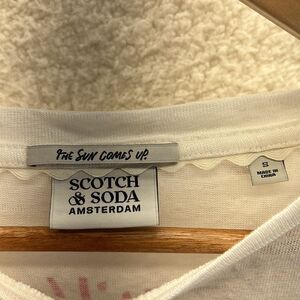 THE SUN COMES UP.
SCOTCH
& SODA
AMSTERDAM
S
MADE IN
CHINA